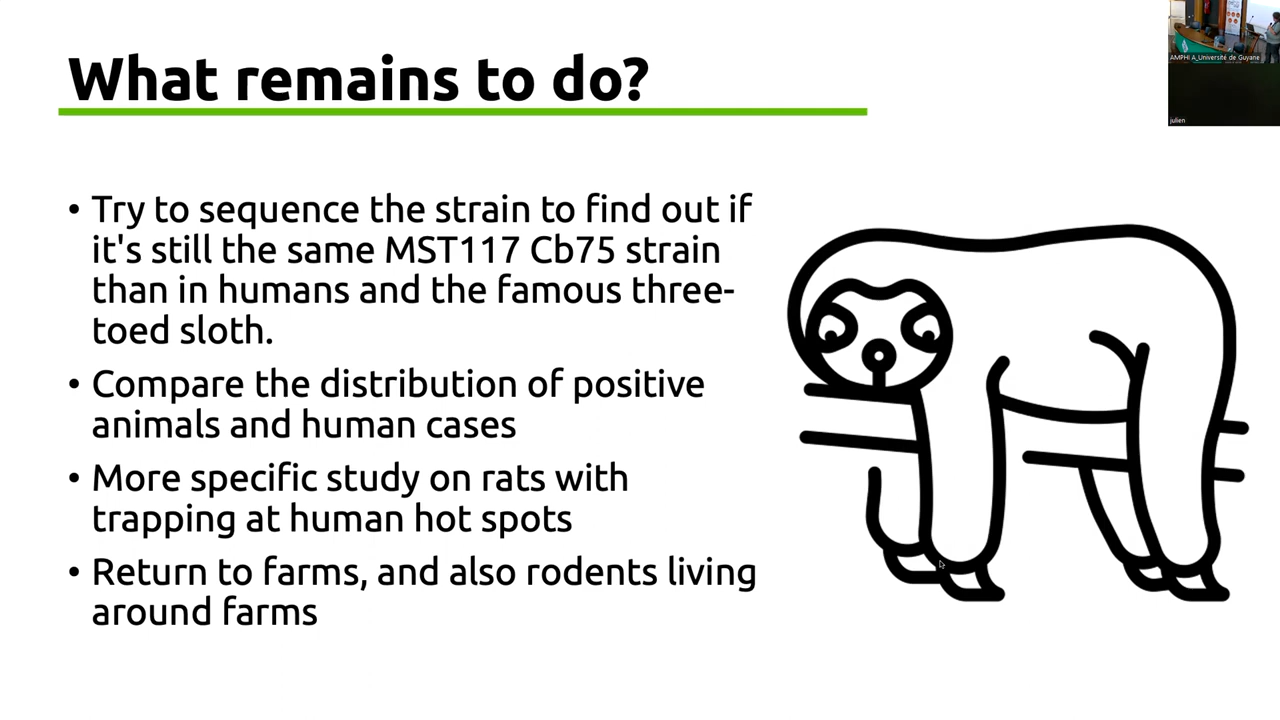 What remains to do?
AMPHI A_Université de Guyane
julien
• Try to sequence the strain to find out if
it's still the same MST117 Cb75 strain
than in humans and the famous three-
toed sloth.
• Compare the distribution of positive
animals and human cases
• More specific study on rats with
trapping at human hot spots
• Return to farms, and also rodents living
around farms